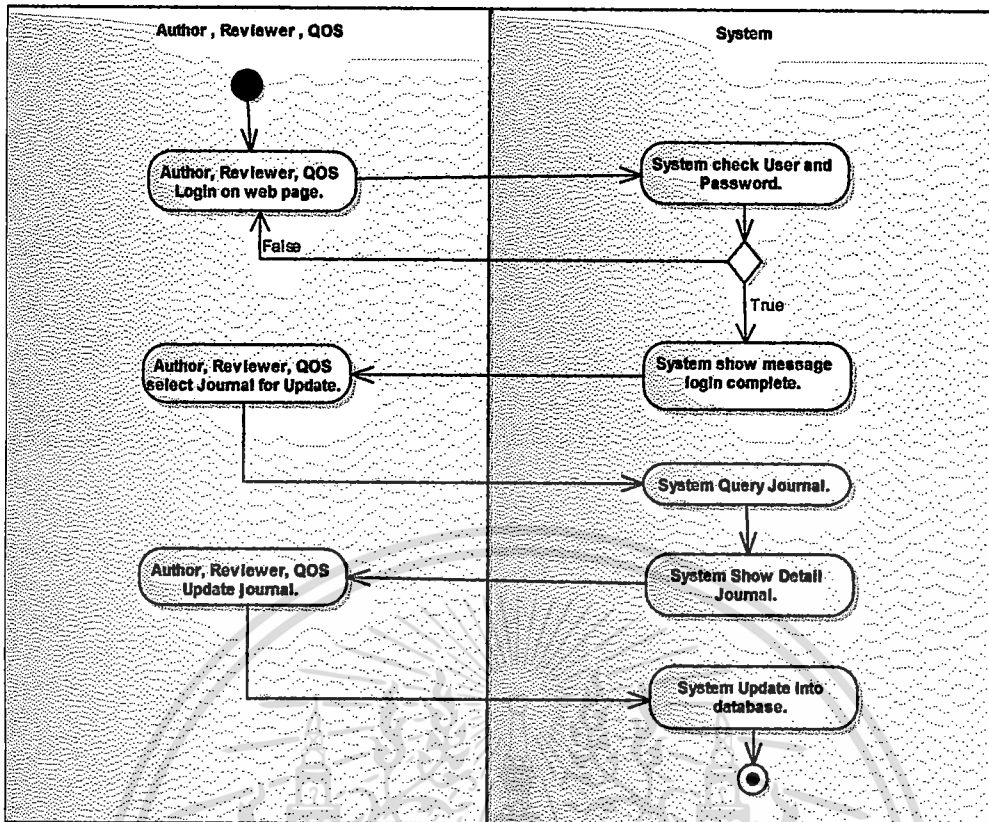 Author , Reviewer , QOS
System
Author, Reviewer, QOS
Login on web page.
System check User and
Password.
False
True
Author, Reviewer, QOS
select Journal for Update.
System show message
login complete.
System Query Journal.
Author, Reviewer, QOS
Update journal.
System Show Detail
Journal.
System Update into
database.